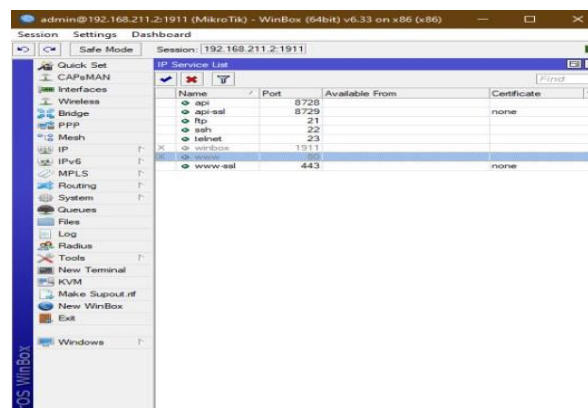 admin@192.168.211.2:1911 (MikroTik) - WinBox (64bit) v6.33 on x86 (x86)
Session Settings Dashboard
Safe Mode Session: 192.168.211.2:1911
Quick Set
CAPsMAN
Interfaces
Wireless
Bridge
PPP
Mesh
IP
IPv6
MPLS
Routing
System
Queues
Files
Log
Radius
Tools
New Terminal
KVM
Make Supout.rif
New WinBox
Exit
Windows
IP Service List
Find
Name Port Available From Certificate
api 8728
api-ssl 8729 none
ftp 21
ssh 22
telnet 23
X winbox 1911
X www 80
www-ssl 443 none
OS WinBox